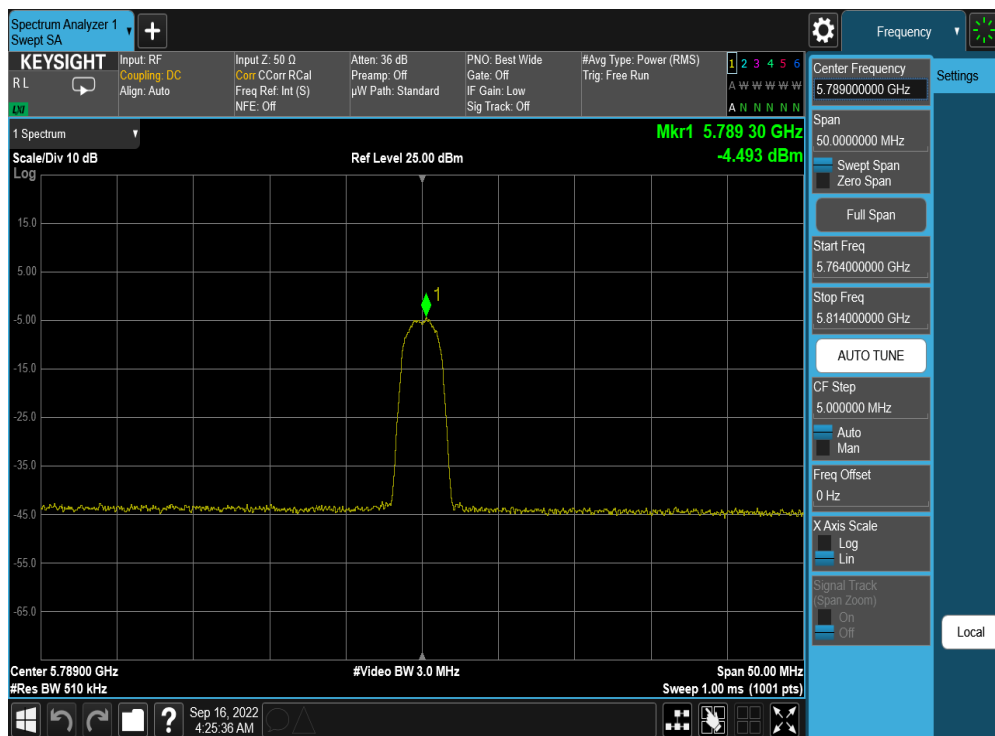 Spectrum Analyzer 1
Swept SA
+
Frequency
KEYSIGHT
R L
LXI
Input: RF
Coupling: DC
Align: Auto
Input Z: 50 Ω
Corr CCorr RCal
Freq Ref: Int (S)
NFE: Off
Atten: 36 dB
Preamp: Off
µW Path: Standard
PNO: Best Wide
Gate: Off
IF Gain: Low
Sig Track: Off
#Avg Type: Power (RMS)
Trig: Free Run
1 2 3 4 5 6
A W W W W W
A N N N N N
1 Spectrum
Scale/Div 10 dB
Log
Ref Level 25.00 dBm
Mkr1 5.789 30 GHz
-4.493 dBm
15.0
5.00
-5.00
-15.0
-25.0
-35.0
-45.0
-55.0
-65.0
1
Center 5.78900 GHz
#Res BW 510 kHz
#Video BW 3.0 MHz
Span 50.00 MHz
Sweep 1.00 ms (1001 pts)
Center Frequency
5.789000000 GHz
Span
50.0000000 MHz
Swept Span
Zero Span
Full Span
Start Freq
5.764000000 GHz
Stop Freq
5.814000000 GHz
AUTO TUNE
CF Step
5.000000 MHz
Auto
Man
Freq Offset
0 Hz
X Axis Scale
Log
Lin
Signal Track
(Span Zoom)
On
Off
Settings
Local
?
Sep 16, 2022
4:25:36 AM